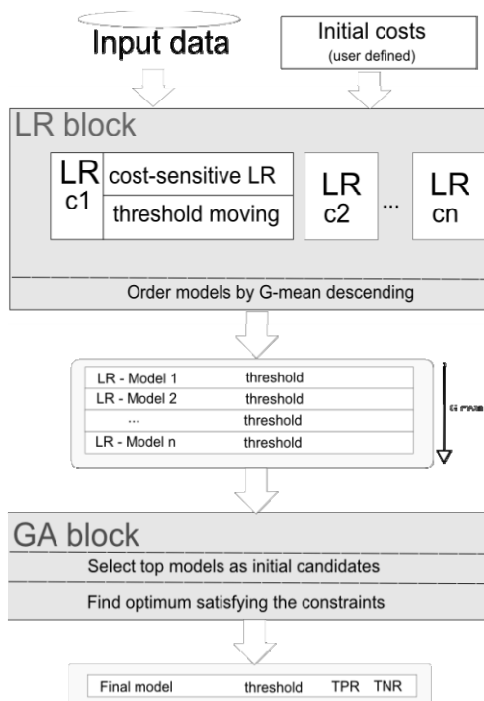 Input data
Initial costs
(user defined)
LR block
LR
c1
cost-sensitive LR
threshold moving
LR
c2
...
LR
cn
Order models by G-mean descending
LR - Model 1 threshold
LR - Model 2 threshold
... threshold
LR - Model n threshold
GA block
Select top models as initial candidates
Find optimum satisfying the constraints
Final model threshold TPR TNR